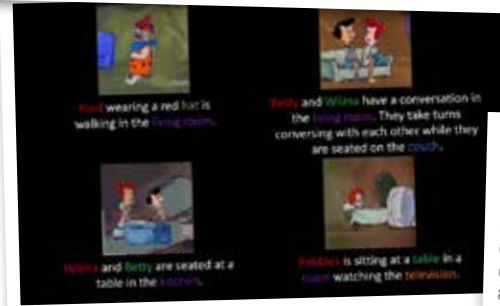 Fred wearing a red hat is
walking in the living room.
Betty and Wilma have a conversation in
the living room. They take turns
conversing with each other while they
are seated on the couch.
Wilma and Betty are seated at a
table in the kitchen.
Pebbles is sitting at a table in a
room watching the television.